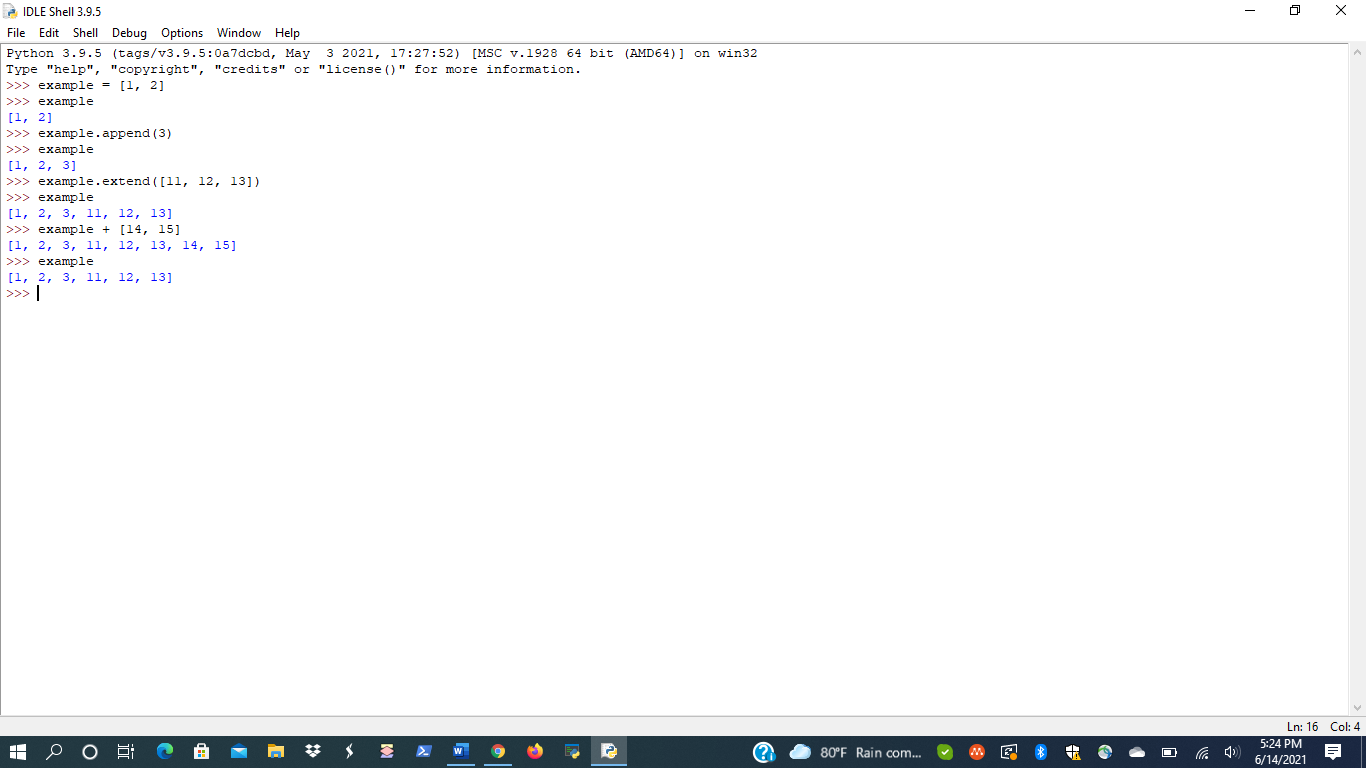 IDLE Shell 3.9.5
File Edit Shell Debug Options Window Help
Python 3.9.5 (tags/v3.9.5:0a7dcbd, May  3 2021, 17:27:52) [MSC v.1928 64 bit (AMD64)] on win32
Type "help", "copyright", "credits" or "license()" for more information.
>>> example = [1, 2]
>>> example
[1, 2]
>>> example.append(3)
>>> example
[1, 2, 3]
>>> example.extend([11, 12, 13])
>>> example
[1, 2, 3, 11, 12, 13]
>>> example + [14, 15]
[1, 2, 3, 11, 12, 13, 14, 15]
>>> example
[1, 2, 3, 11, 12, 13]
>>>
Ln: 16 Col: 4
80°F Rain com...
5:24 PM
6/14/2021